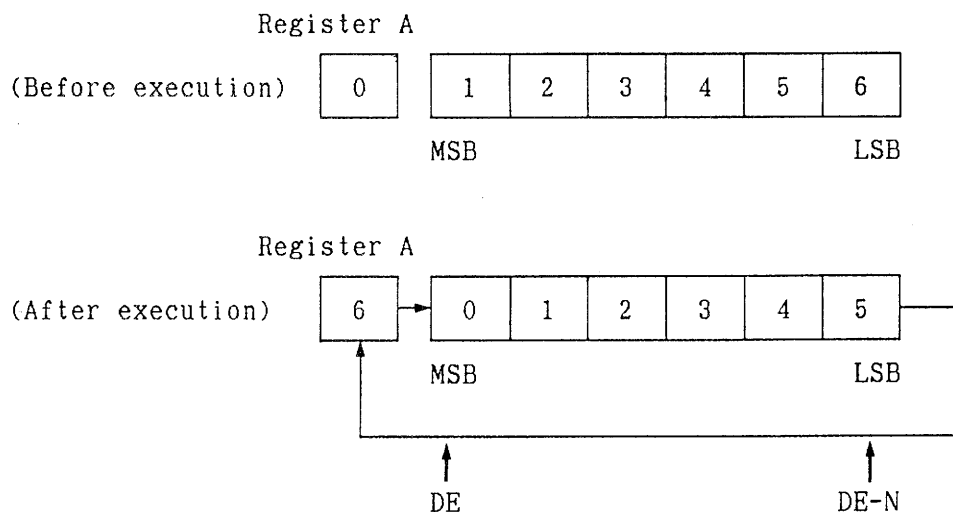 Register A
(Before execution) 0 1 2 3 4 5 6
MSB LSB
Register A
(After execution) 6 0 1 2 3 4 5
MSB LSB
DE DE-N